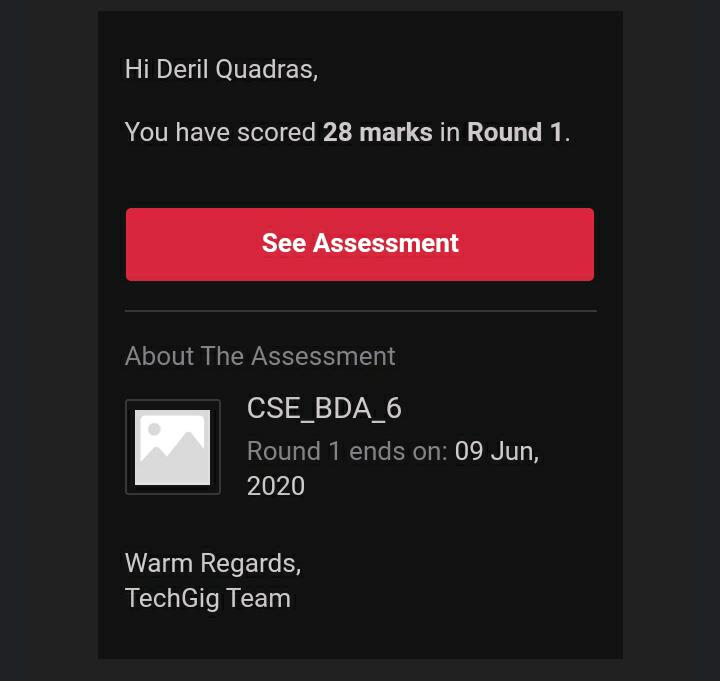 Hi Deril Quadras,
You have scored 28 marks in Round 1.
See Assessment
About The Assessment
CSE_BDA_6
Round 1 ends on: 09 Jun,
2020
Warm Regards,
TechGig Team